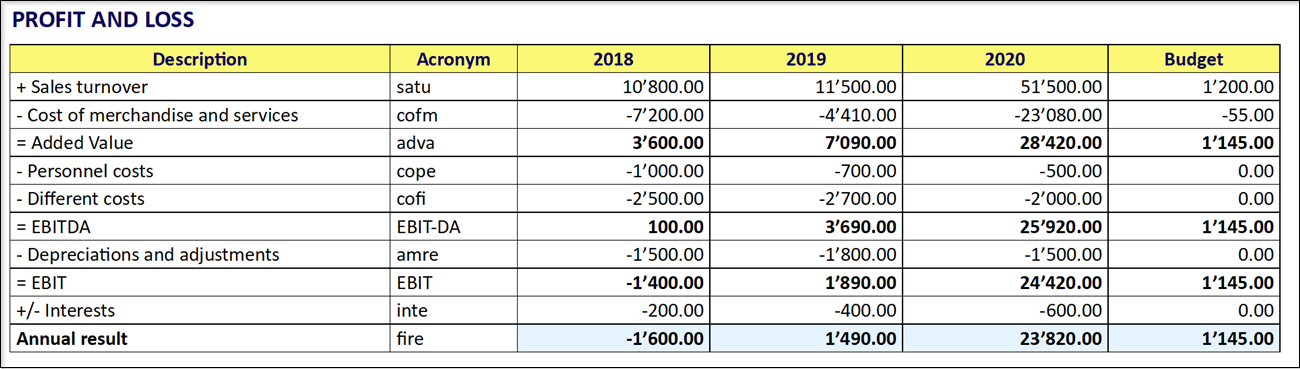 PROFIT AND LOSS
Description Acronym 2018 2019 2020 Budget
+ Sales turnover satu 10’800.00 11’500.00 51’500.00 1’200.00
- Cost of merchandise and services cofm -7’200.00 -4’410.00 -23’080.00 -55.00
= Added Value adva 3’600.00 7’090.00 28’420.00 1’145.00
- Personnel costs cope -1’000.00 -700.00 -500.00 0.00
- Different costs cofi -2’500.00 -2’700.00 -2’000.00 0.00
= EBITDA EBIT-DA 100.00 3’690.00 25’920.00 1’145.00
- Depreciations and adjustments amre -1’500.00 -1’800.00 -1’500.00 0.00
= EBIT EBIT -1’400.00 1’890.00 24’420.00 1’145.00
+/- Interests inte -200.00 -400.00 -600.00 0.00
Annual result fire -1’600.00 1’490.00 23’820.00 1’145.00